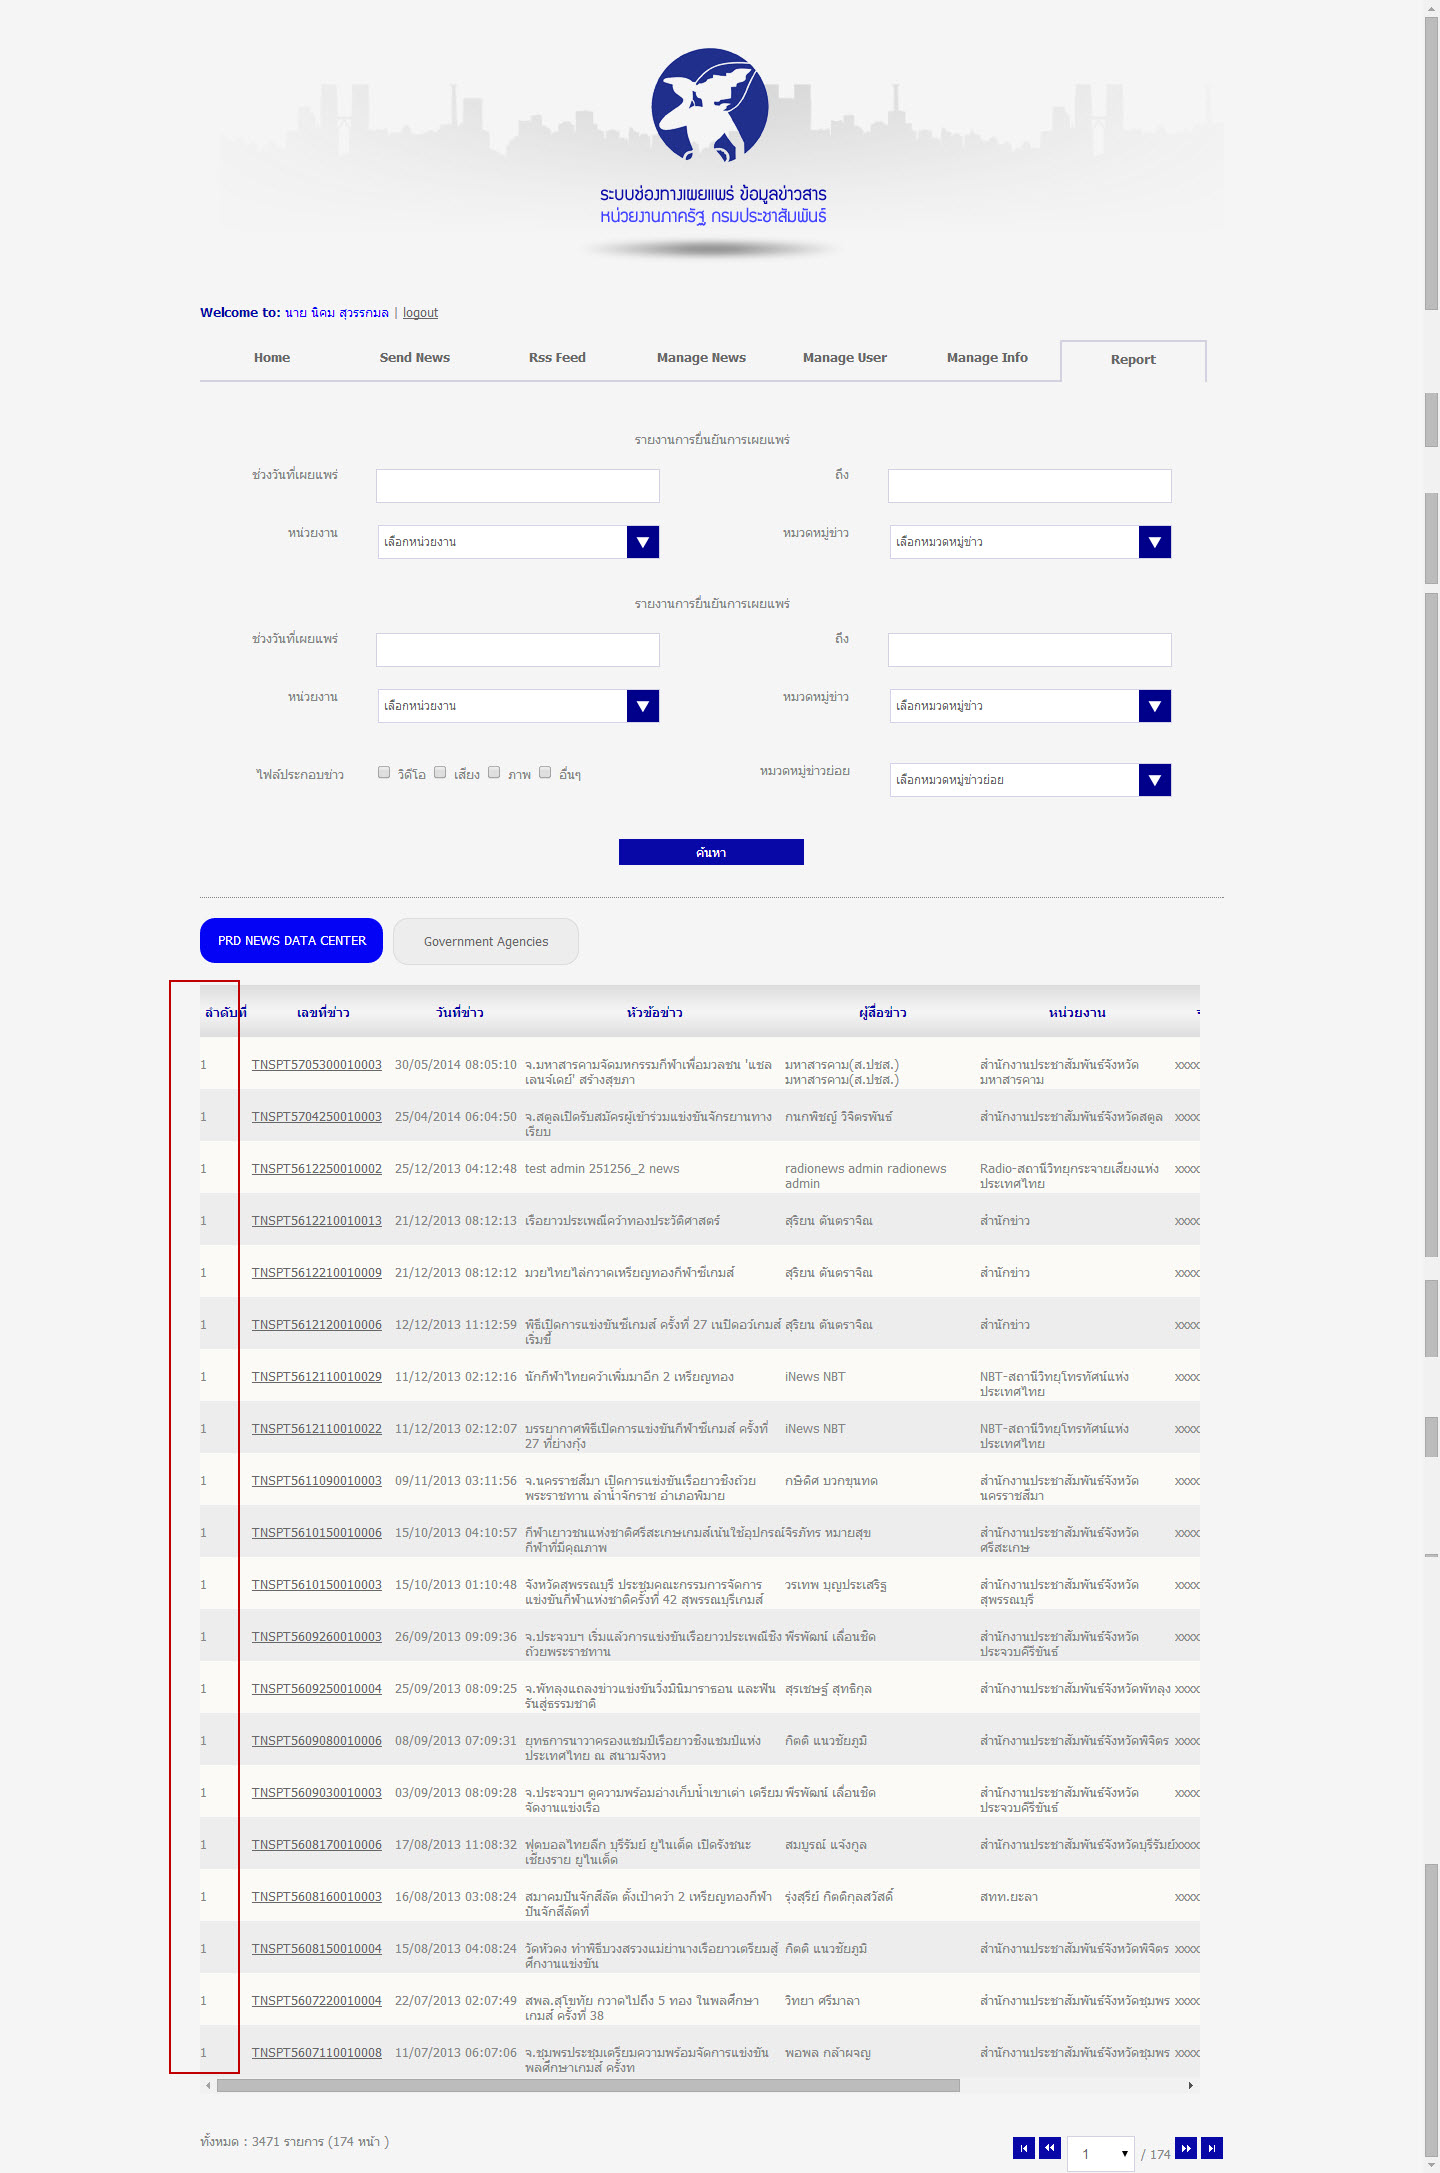 ระบบช่องทางเผยแพร่ ข้อมูลข่าวสาร
หน่วยงานภาครัฐ กรมประชาสัมพันธ์
Welcome to: นาย นิคม สุวรรกมล | logout
Home Send News Rss Feed Manage News Manage User Manage Info Report
รายงานการยืนยันการเผยแพร่
ช่วงวันที่เผยแพร่ ถึง
หน่วยงาน เลือกหน่วยงาน หมวดหมู่ข่าว เลือกหมวดหมู่ข่าว
รายงานการยืนยันการเผยแพร่
ช่วงวันที่เผยแพร่ ถึง
หน่วยงาน เลือกหน่วยงาน หมวดหมู่ข่าว เลือกหมวดหมู่ข่าว
ไฟล์ประกอบข่าว วิดีโอ เสียง ภาพ อื่นๆ หมวดหมู่ข่าวย่อย เลือกหมวดหมู่ข่าวย่อย
ค้นหา
PRD NEWS DATA CENTER Government Agencies
ลำดับที่ เลขที่ข่าว วันที่ข่าว หัวข้อข่าว ผู้สื่อข่าว หน่วยงาน
1 TNSPT5705300010003 30/05/2014 08:05:10 จ.มหาสารคามจัดมหกรรมกีฬาเพื่อมวลชน 'แชล มหาสารคาม(ส.ปชส.) สำนักงานประชาสัมพันธ์จังหวัด xxxx
เลนจ์เดย์' สร้างสุขภา มหาสารคาม(ส.ปชส.) มหาสารคาม
1 TNSPT5704250010003 25/04/2014 06:04:50 จ.สตูลเปิดรับสมัครผู้เข้าร่วมแข่งขันจักรยานทาง กนกพิชญ์ วิจิตรพันธ์ สำนักงานประชาสัมพันธ์จังหวัดสตูล xxxx
เรียบ
1 TNSPT5612250010002 25/12/2013 04:12:48 test admin 251256_2 news radionews admin radionews Radio-สถานีวิทยุกระจายเสียงแห่ง xxxx
admin ประเทศไทย
1 TNSPT5612210010013 21/12/2013 08:12:13 เรือยาวประเพณีคว้าทองประวัติศาสตร์ สุริยน ตันตราจิณ สำนักข่าว xxxx
1 TNSPT5612210010009 21/12/2013 08:12:12 มวยไทยไล่กวาดเหรียญทองกีฬาซีเกมส์ สุริยน ตันตราจิณ สำนักข่าว xxxx
1 TNSPT5612120010006 12/12/2013 11:12:59 พิธีเปิดการแข่งขันซีเกมส์ ครั้งที่ 27 เนปิดอว์เกมส์ สุริยน ตันตราจิณ สำนักข่าว xxxx
เริ่มขึ้
1 TNSPT5612110010029 11/12/2013 02:12:16 นักกีฬาไทยคว้าเพิ่มมาอีก 2 เหรียญทอง iNews NBT NBT-สถานีวิทยุโทรทัศน์แห่ง xxxx
ประเทศไทย
1 TNSPT5612110010022 11/12/2013 02:12:07 บรรยากาศพิธีเปิดการแข่งขันกีฬาซีเกมส์ ครั้งที่ iNews NBT NBT-สถานีวิทยุโทรทัศน์แห่ง xxxx
27 ที่ย่างกุ้ง ประเทศไทย
1 TNSPT5611090010003 09/11/2013 03:11:56 จ.นครราชสีมา เปิดการแข่งขันเรือยาวชิงถ้วย กษิดิศ บวกขุนทด สำนักงานประชาสัมพันธ์จังหวัด xxxx
พระราชทาน ลำน้ำจักราช อำเภอพิมาย นครราชสีมา
1 TNSPT5610150010006 15/10/2013 04:10:57 กีฬาเยาวชนแห่งชาติศรีสะเกษเกมส์เน้นใช้อุปกรณ์ จิรภัทร หมายสุข สำนักงานประชาสัมพันธ์จังหวัด xxxx
กีฬาที่มีคุณภาพ ศรีสะเกษ
1 TNSPT5610150010003 15/10/2013 01:10:48 จังหวัดสุพรรณบุรี ประชุมคณะกรรมการจัดการ วรเทพ บุญประเสริฐ สำนักงานประชาสัมพันธ์จังหวัด xxxx
แข่งขันกีฬาแห่งชาติครั้งที่ 42 สุพรรณบุรีเกมส์ สุพรรณบุรี
1 TNSPT5609260010003 26/09/2013 09:09:36 จ.ประจวบฯ เริ่มแล้วการแข่งขันเรือยาวประเพณีชิง พีรพัฒน์ เลื่อนชิด สำนักงานประชาสัมพันธ์จังหวัด xxxx
ถ้วยพระราชทาน ประจวบคีรีขันธ์
1 TNSPT5609250010004 25/09/2013 08:09:25 จ.พัทลุงแถลงข่าวแข่งขันวิ่งมินิมาราธอน และฟัน สุรเชษฐ์ สุทธิกุล สำนักงานประชาสัมพันธ์จังหวัดพัทลุง xxxx
รันสู่ธรรมชาติ
1 TNSPT5609080010006 08/09/2013 07:09:31 ยุทธการนาวาครองแชมป์เรือยาวชิงแชมป์แห่ง กิตติ แนวชัยภูมิ สำนักงานประชาสัมพันธ์จังหวัดพิจิตร xxxx
ประเทศไทย ณ สนามจังหว
1 TNSPT5609030010003 03/09/2013 08:09:28 จ.ประจวบฯ ดูความพร้อมอ่างเก็บน้ำเขาเต่า เตรียม พีรพัฒน์ เลื่อนชิด สำนักงานประชาสัมพันธ์จังหวัด xxxx
จัดงานแข่งเรือ ประจวบคีรีขันธ์
1 TNSPT5608170010006 17/08/2013 11:08:32 ฟุตบอลไทยลีก บุรีรัมย์ ยูไนเต็ด เปิดรังชนะ สมบูรณ์ แจ้งกูล สำนักงานประชาสัมพันธ์จังหวัดบุรีรัมย์ xxxx
เชียงราย ยูไนเต็ด
1 TNSPT5608160010003 16/08/2013 03:08:24 สมาคมปันจักสีลัต ตั้งเป้าคว้า 2 เหรียญทองกีฬา รุ่งสุรีย์ กิตติกุลสวัสดิ์ สทท.ยะลา xxxx
ปันจักสีลัตที่
1 TNSPT5608150010004 15/08/2013 04:08:24 วัดหัวดง ทำพิธีบวงสรวงแม่ย่านางเรือยาวเตรียมสู้ กิตติ แนวชัยภูมิ สำนักงานประชาสัมพันธ์จังหวัดพิจิตร xxxx
ศึกงานแข่งขัน
1 TNSPT5607220010004 22/07/2013 02:07:49 สพล.สุโขทัย กวาดไปถึง 5 ทอง ในพลศึกษา วิทยา ศรีมาลา สำนักงานประชาสัมพันธ์จังหวัดชุมพร xxxx
เกมส์ ครั้งที่ 38
1 TNSPT5607110010008 11/07/2013 06:07:06 จ.ชุมพรประชุมเตรียมความพร้อมจัดการแข่งขัน พอพล กล้าผจญ สำนักงานประชาสัมพันธ์จังหวัดชุมพร xxxx
พลศึกษาเกมส์ ครั้งท
ทั้งหมด : 3471 รายการ (174 หน้า ) 1 / 174